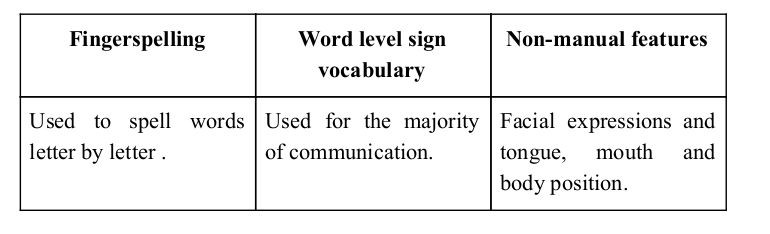 Fingerspelling
Word level sign
vocabulary
Non-manual features
Used to spell words
letter by letter .
Used for the majority
of communication.
Facial expressions and
tongue, mouth and
body position.